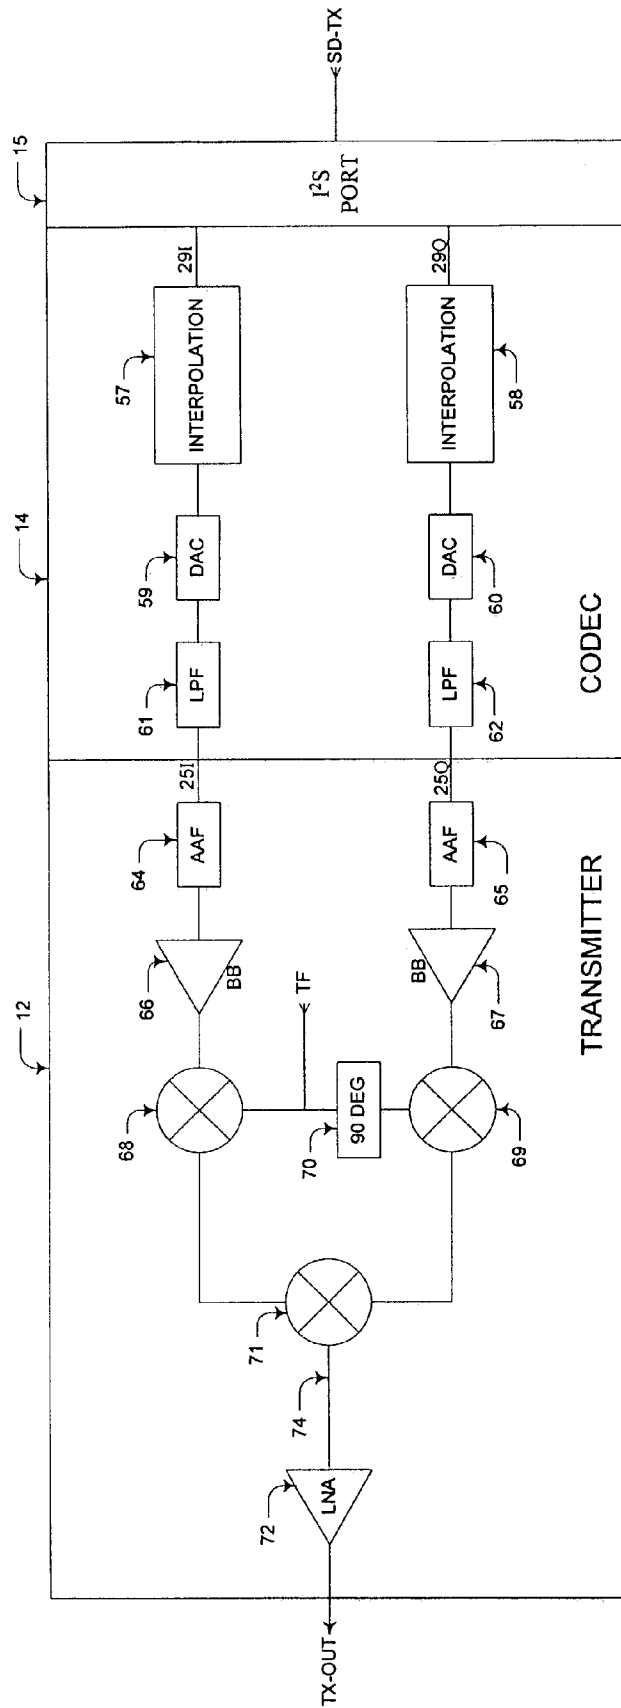 12
14
15
64
61
59
57
66
AAF
LPF
DAC
INTERPOLATION
25I
29I
BB
68
I²S
PORT
TX-OUT
72
LNA
74
71
TF
SD-TX
70
90 DEG
BB
25Q
29Q
AAF
LPF
DAC
INTERPOLATION
69
67
65
62
60
58
TRANSMITTER
CODEC